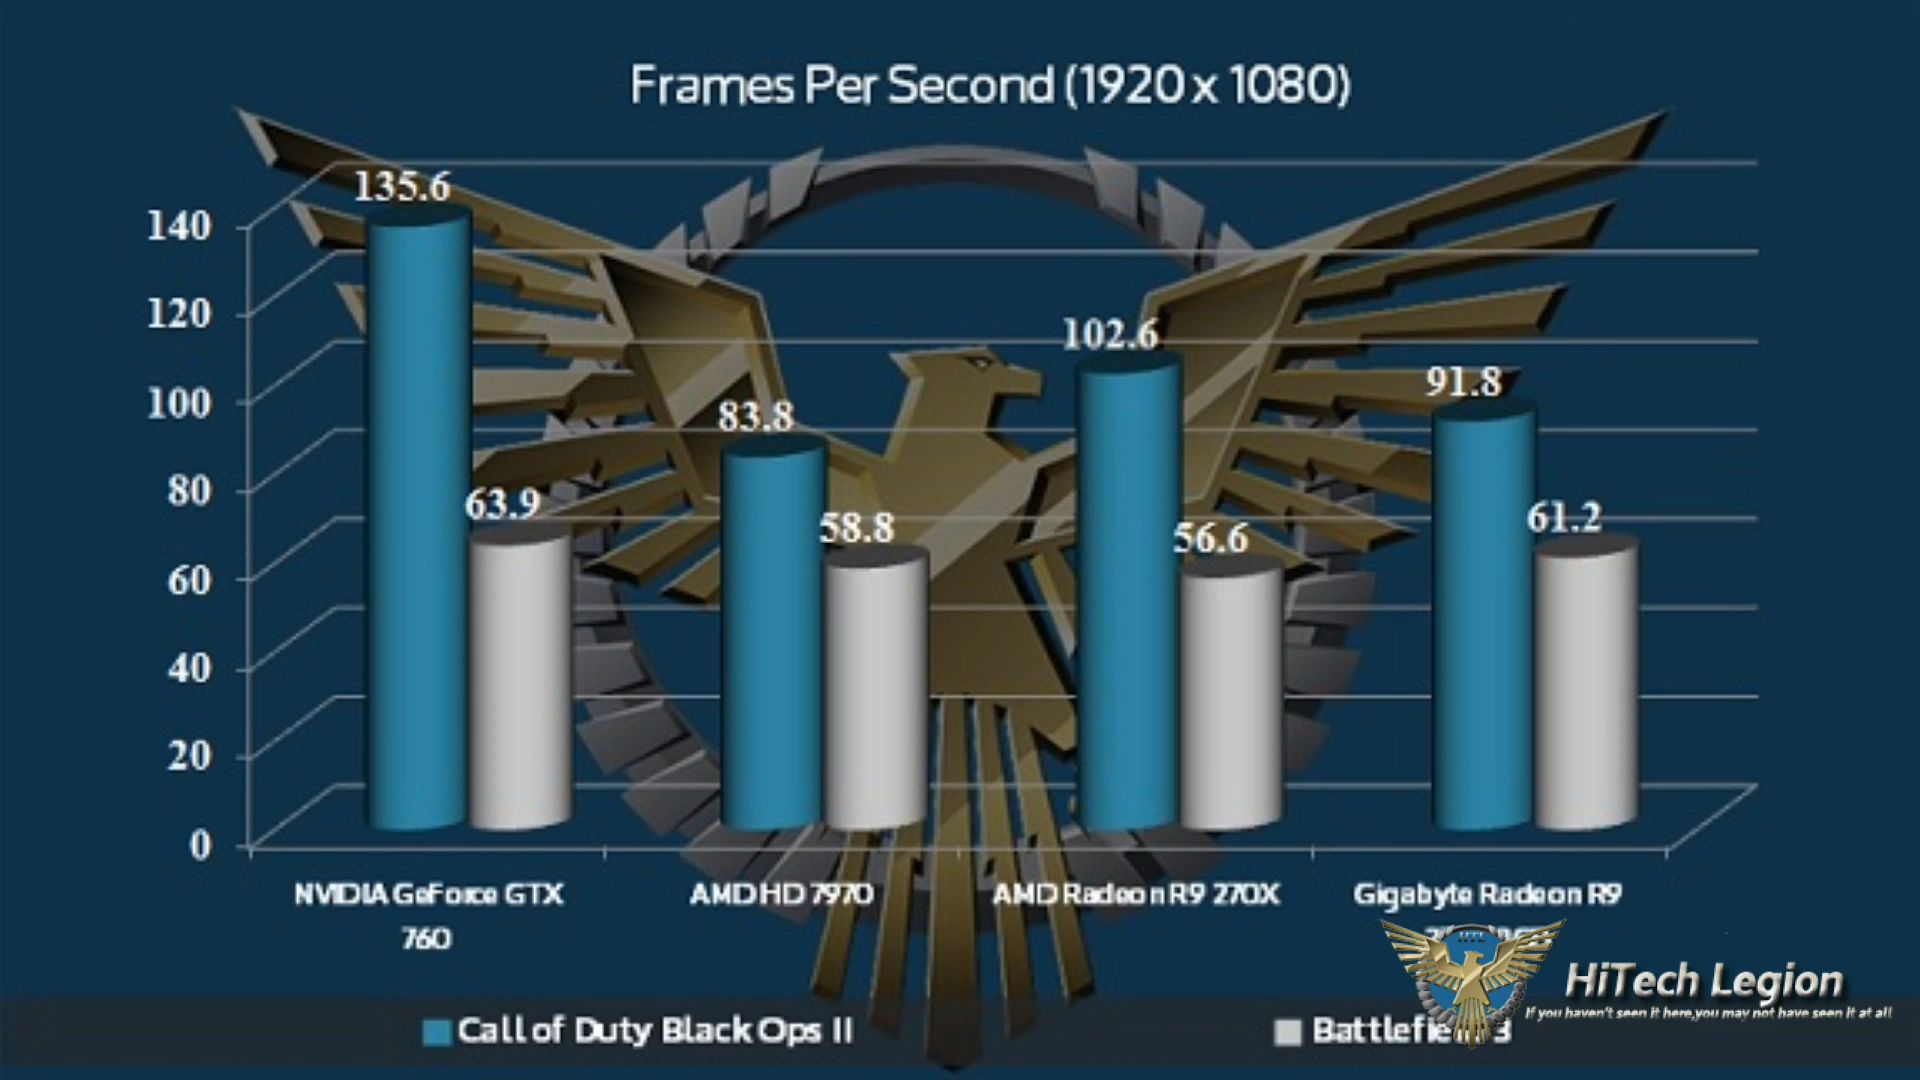 Frames Per Second (1920 x 1080)
135.6
140
102.6
120
91.8
100
83.8
80
63.9
61.2
58.8
56.6
60
40
20
0
NVIDIA GeForce GTX 760
AMD HD 7970
AMD Radeon R9 270X
Gigabyte Radeon R9
HiTech Legion
If you haven't seen it here,you may not have seen it at all
Call of Duty Black Ops II
3